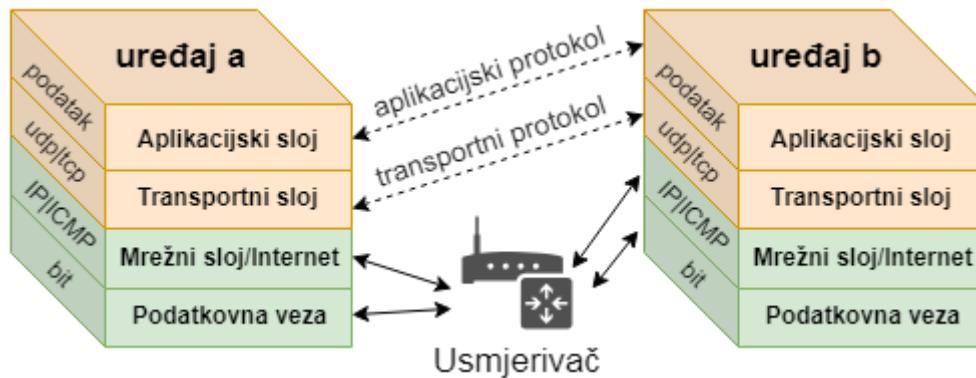 uređaj a
podatak
udp|tcp
IP|ICMP
bit
Aplikacijski sloj
Transportni sloj
Mrežni sloj/Internet
Podatkovna veza
aplikacijski protokol
transportni protokol
Usmjerivač
uređaj b
podatak
udp|tcp
IP|ICMP
bit
Aplikacijski sloj
Transportni sloj
Mrežni sloj/Internet
Podatkovna veza